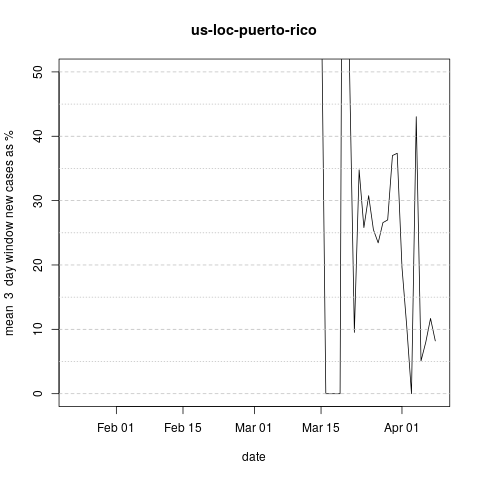 us-loc-puerto-rico
mean 3 day window new cases as %
50
40
30
20
10
0
Feb 01 Feb 15 Mar 01 Mar 15 Apr 01
date